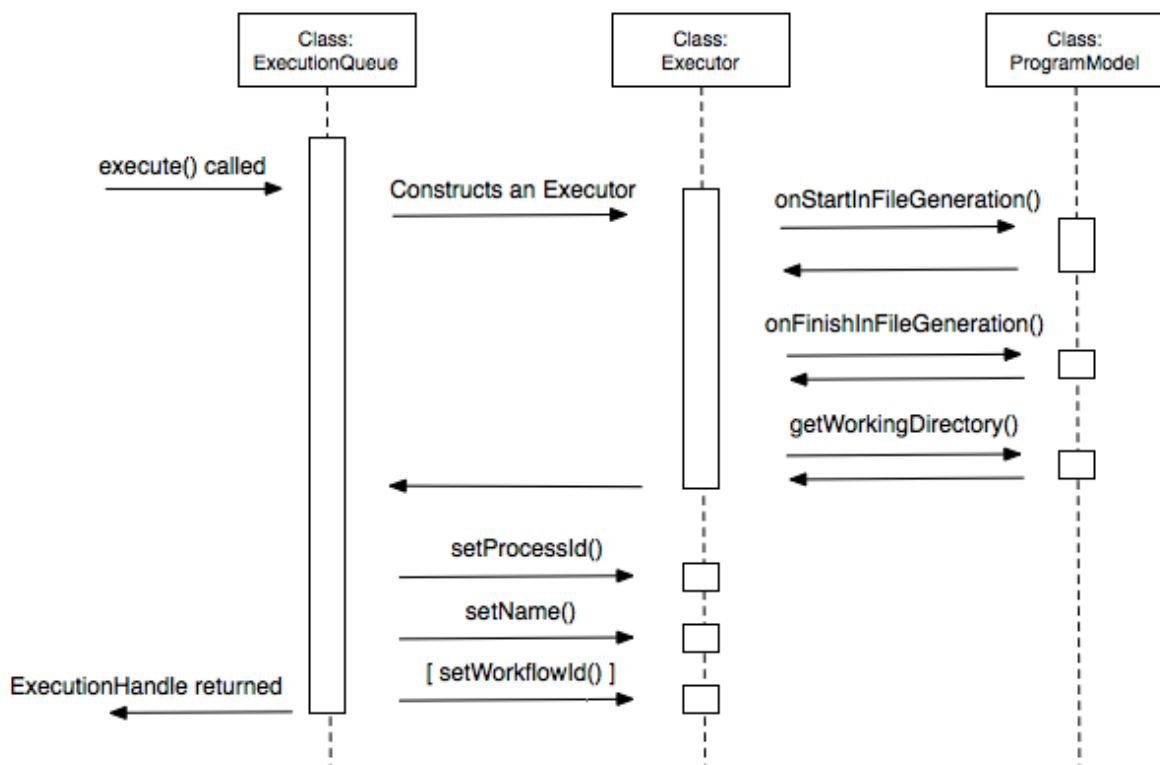 Class:
ExecutionQueue
Class:
Executor
Class:
ProgramModel
execute() called
Constructs an Executor
onStartInFileGeneration()
onFinishInFileGeneration()
getWorkingDirectory()
setProcessId()
setName()
[ setWorkflowId() ]
ExecutionHandle returned